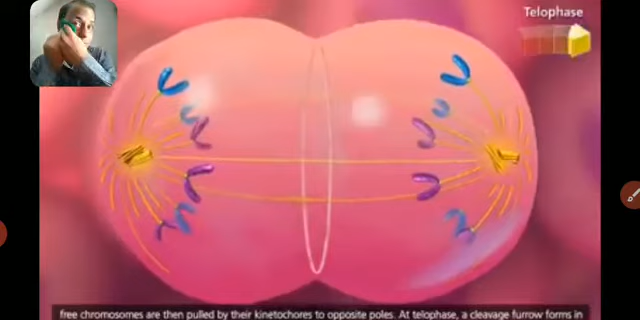 Telophase
free chromosomes are then pulled by their kinetochores to opposite poles. At telophase, a cleavage furrow forms in